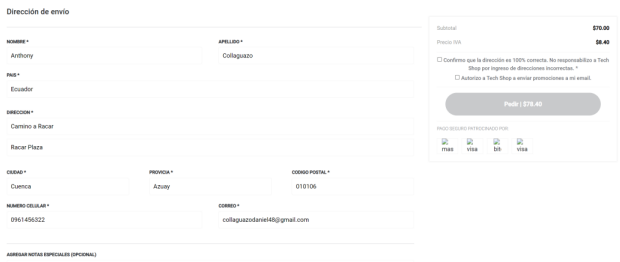 Dirección de envío
NOMBRE *
APELLIDO *
Anthony
Collaguazo
PAIS *
Ecuador
DIRECCION *
Camino a Racar
Racar Plaza
CIUDAD *
PROVICIA *
CODIGO POSTAL *
Cuenca
Azuay
010106
NUMERO CELULAR *
CORREO *
0961456322
collaguazodaniel48@gmail.com
AGREGAR NOTAS ESPECIALES (OPCIONAL)
Subtotal $70.00
Precio IVA $8.40
Confirmo que la dirección es 100% correcta. No responsabilizo a Tech
Shop por ingreso de direcciones incorrectas. *
Autorizo a Tech Shop a enviar promociones a mi email.
Pedir | $78.40
PAGO SEGURO PATROCINADO POR:
mas visa bih visa